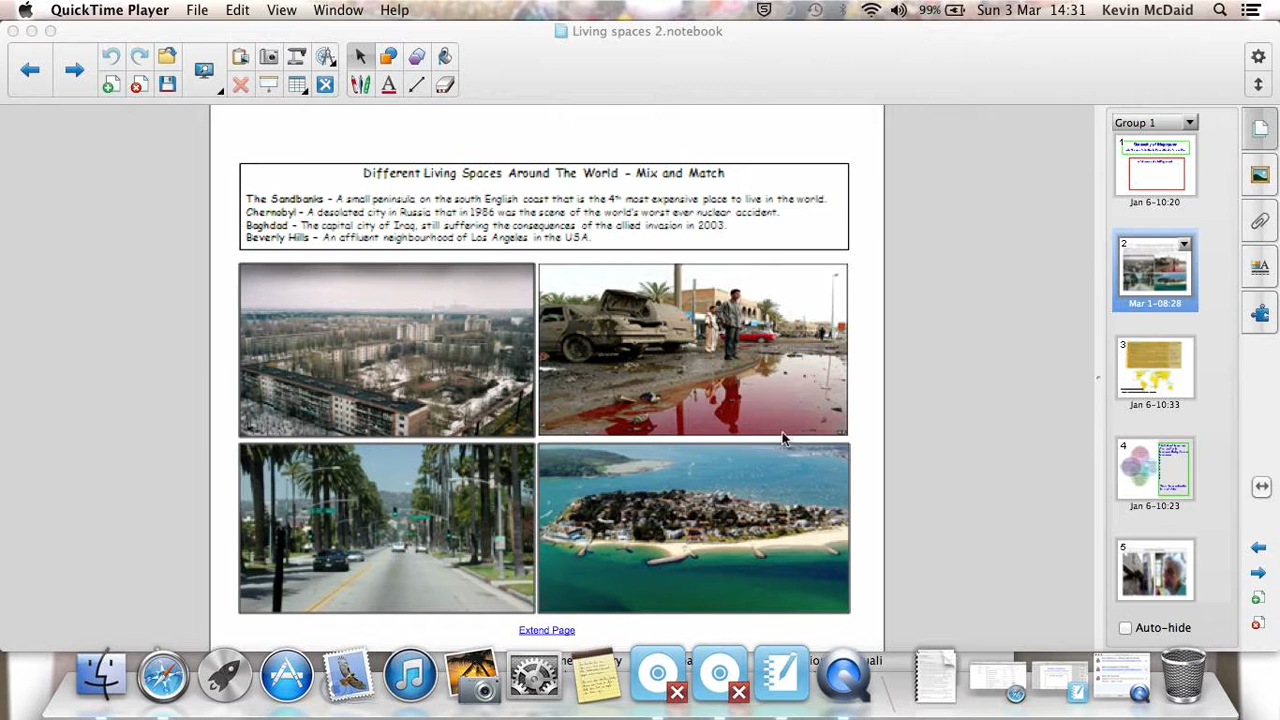 QuickTime Player File Edit View Window Help 99% Sun 3 Mar 14:31 Kevin McDaid
Living spaces 2.notebook
Group 1
Different Living Spaces Around The World - Mix and Match
The Sandbanks - A small peninsula on the south English coast that is the 4th most expensive place to live in the world.
Chernobyl - A desolated city in Russia that in 1986 was the scene of the world's worst ever nuclear accident.
Baghdad - The capital city of Iraq, still suffering the consequences of the allied invasion in 2003.
Beverly Hills - An affluent neighbourhood of Los Angeles in the USA.
1
Jan 6-10:20
2
Mar 1-08:28
3
Jan 6-10:33
4
Jan 6-10:23
5
Extend Page
Auto-hide